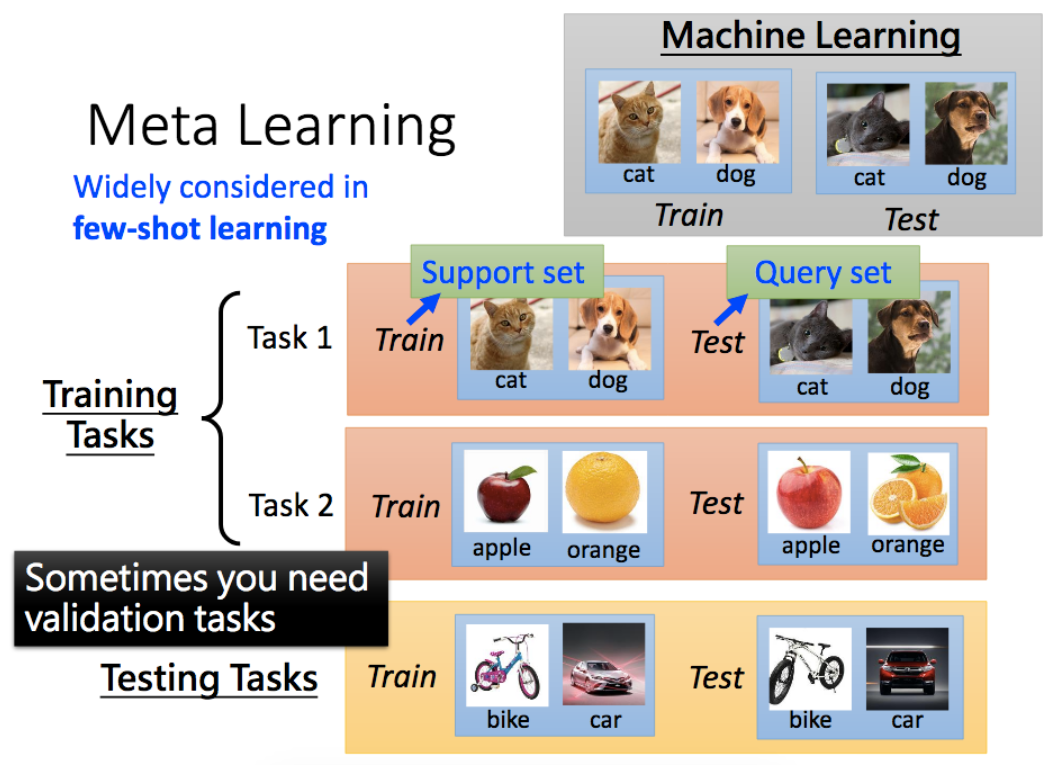 Machine Learning
cat
dog
cat
dog
Train
Test
Meta Learning
Widely considered in
few-shot learning
Support set
Query set
Training
Tasks
Task 1
Train
cat
dog
Test
cat
dog
Task 2
Train
apple
orange
Test
apple
orange
Sometimes you need
validation tasks
Testing Tasks
Train
bike
car
Test
bike
car